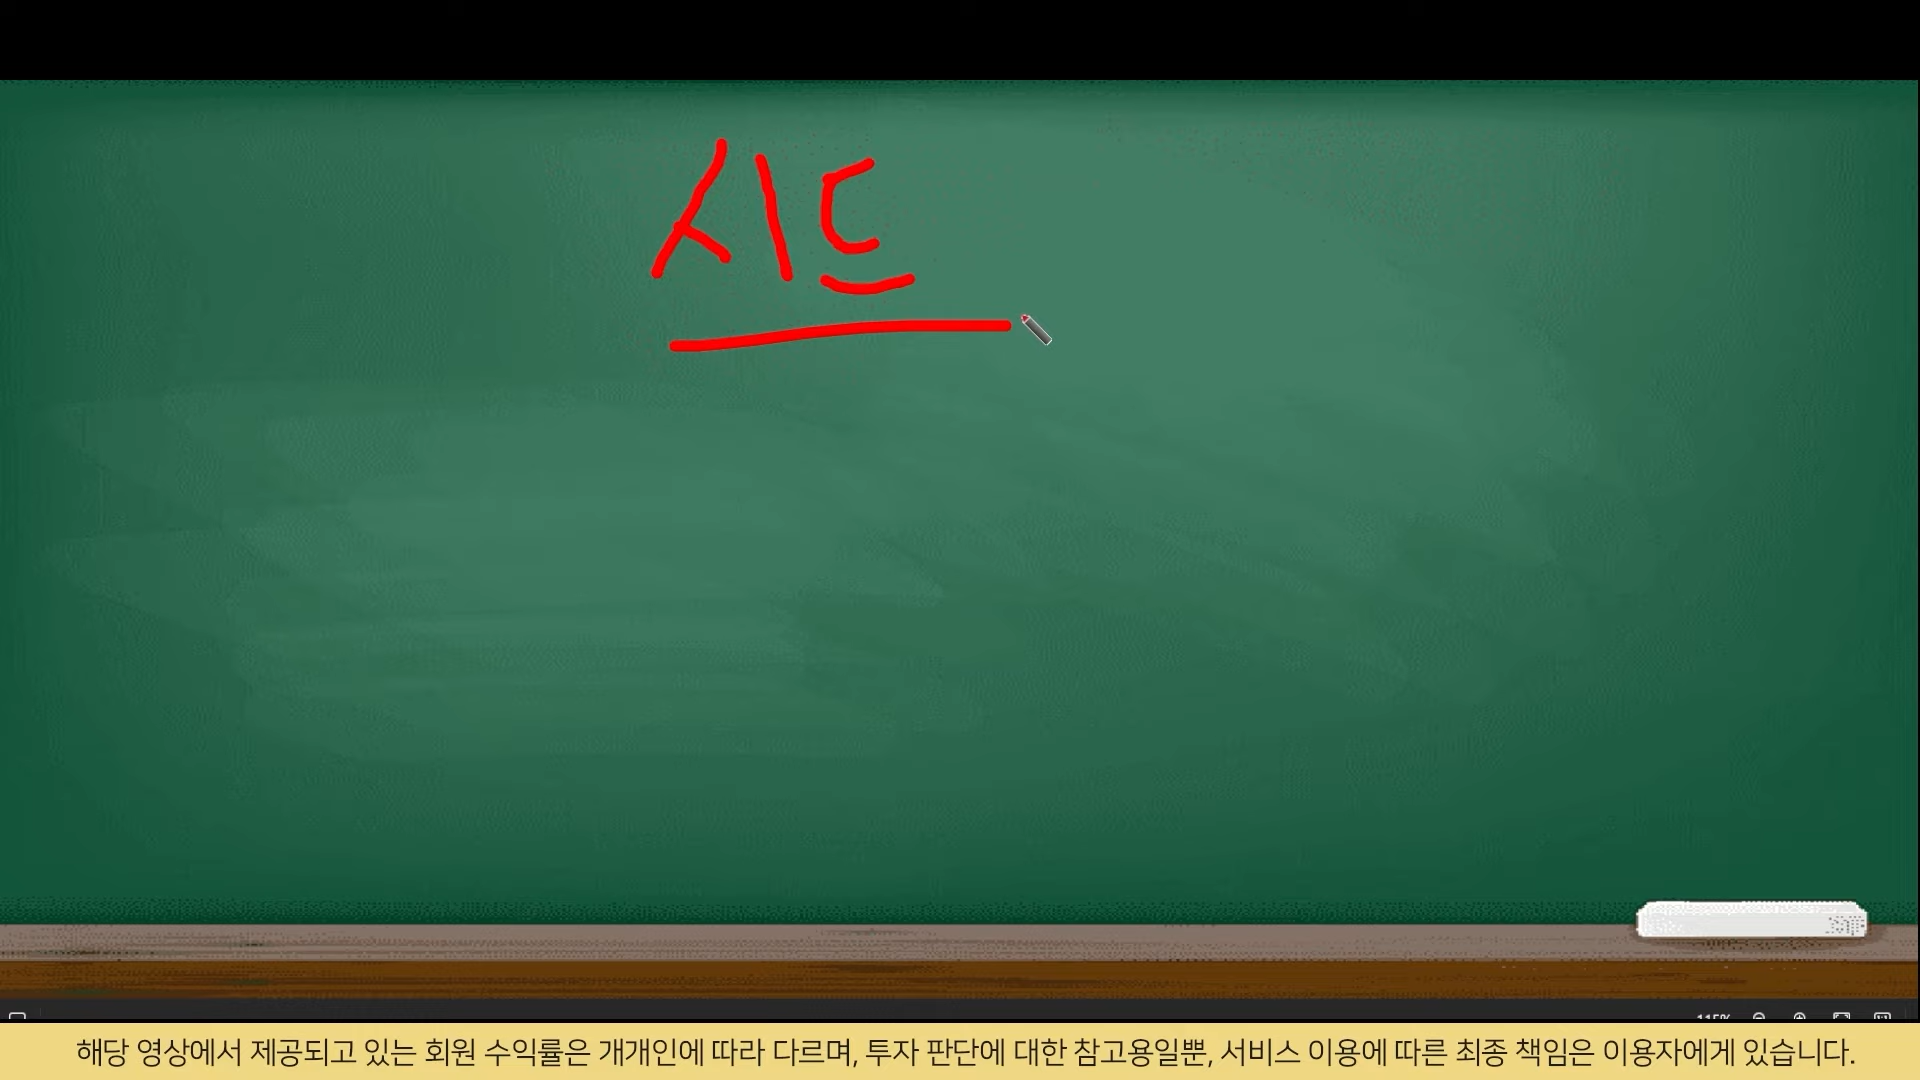 시드
해당 영상에서 제공되고 있는 회원 수익률은 개개인에 따라 다르며, 투자 판단에 대한 참고용일뿐, 서비스 이용에 따른 최종 책임은 이용자에게 있습니다.